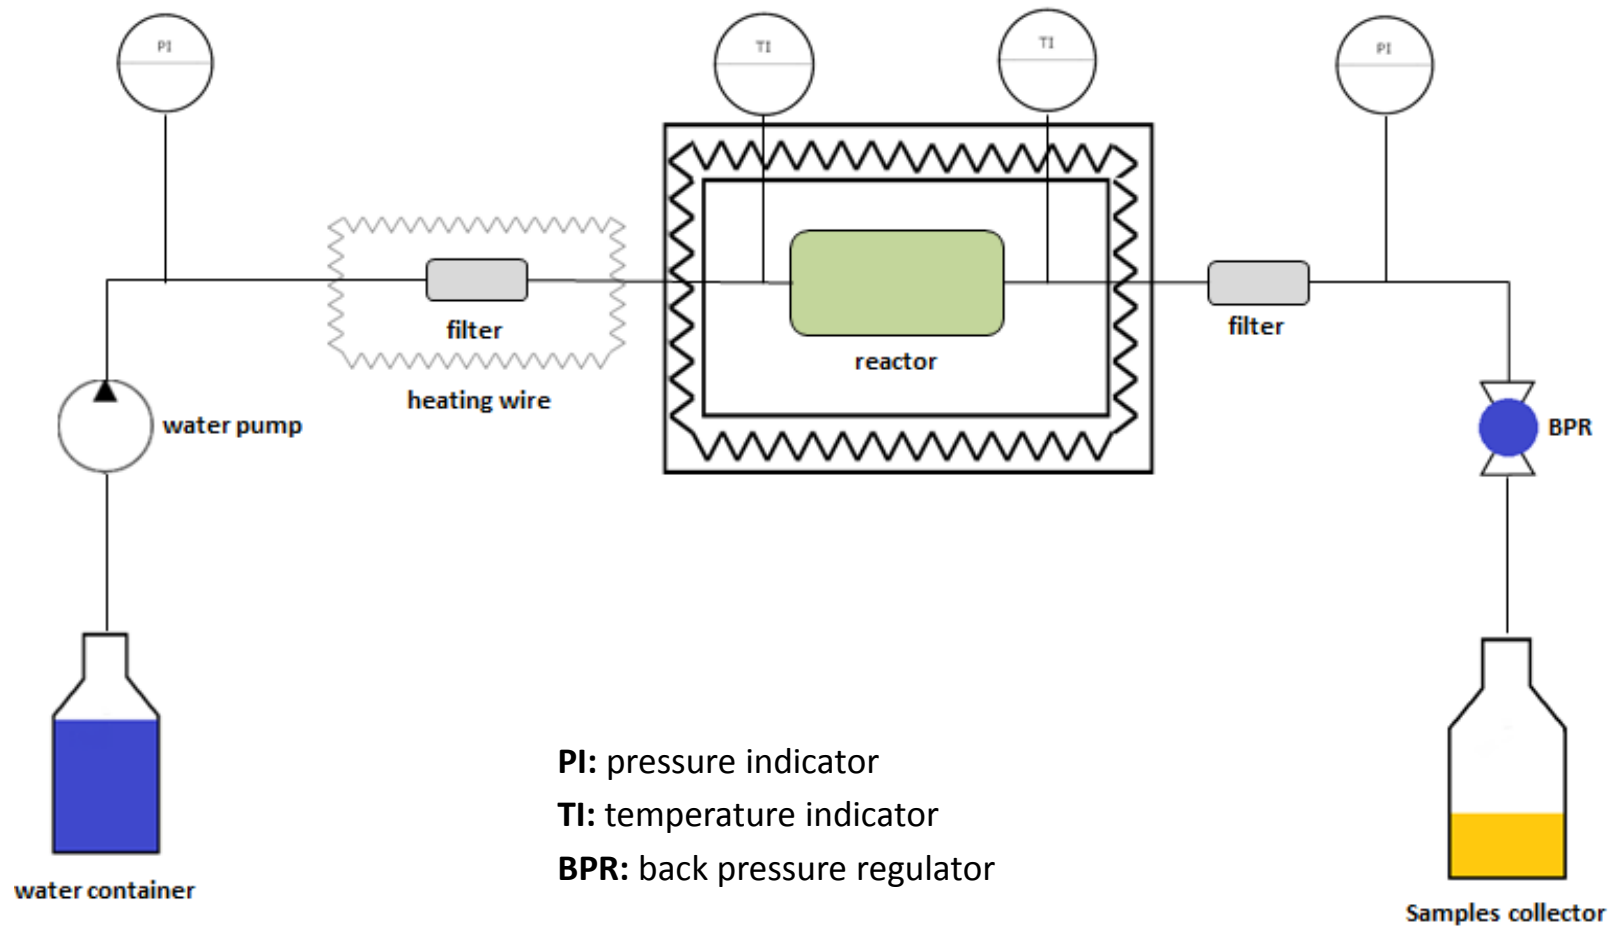 PI
TI
TI
PI
filter
filter
reactor
heating wire
water pump
BPR
PI: pressure indicator
TI: temperature indicator
BPR: back pressure regulator
water container
Samples collector